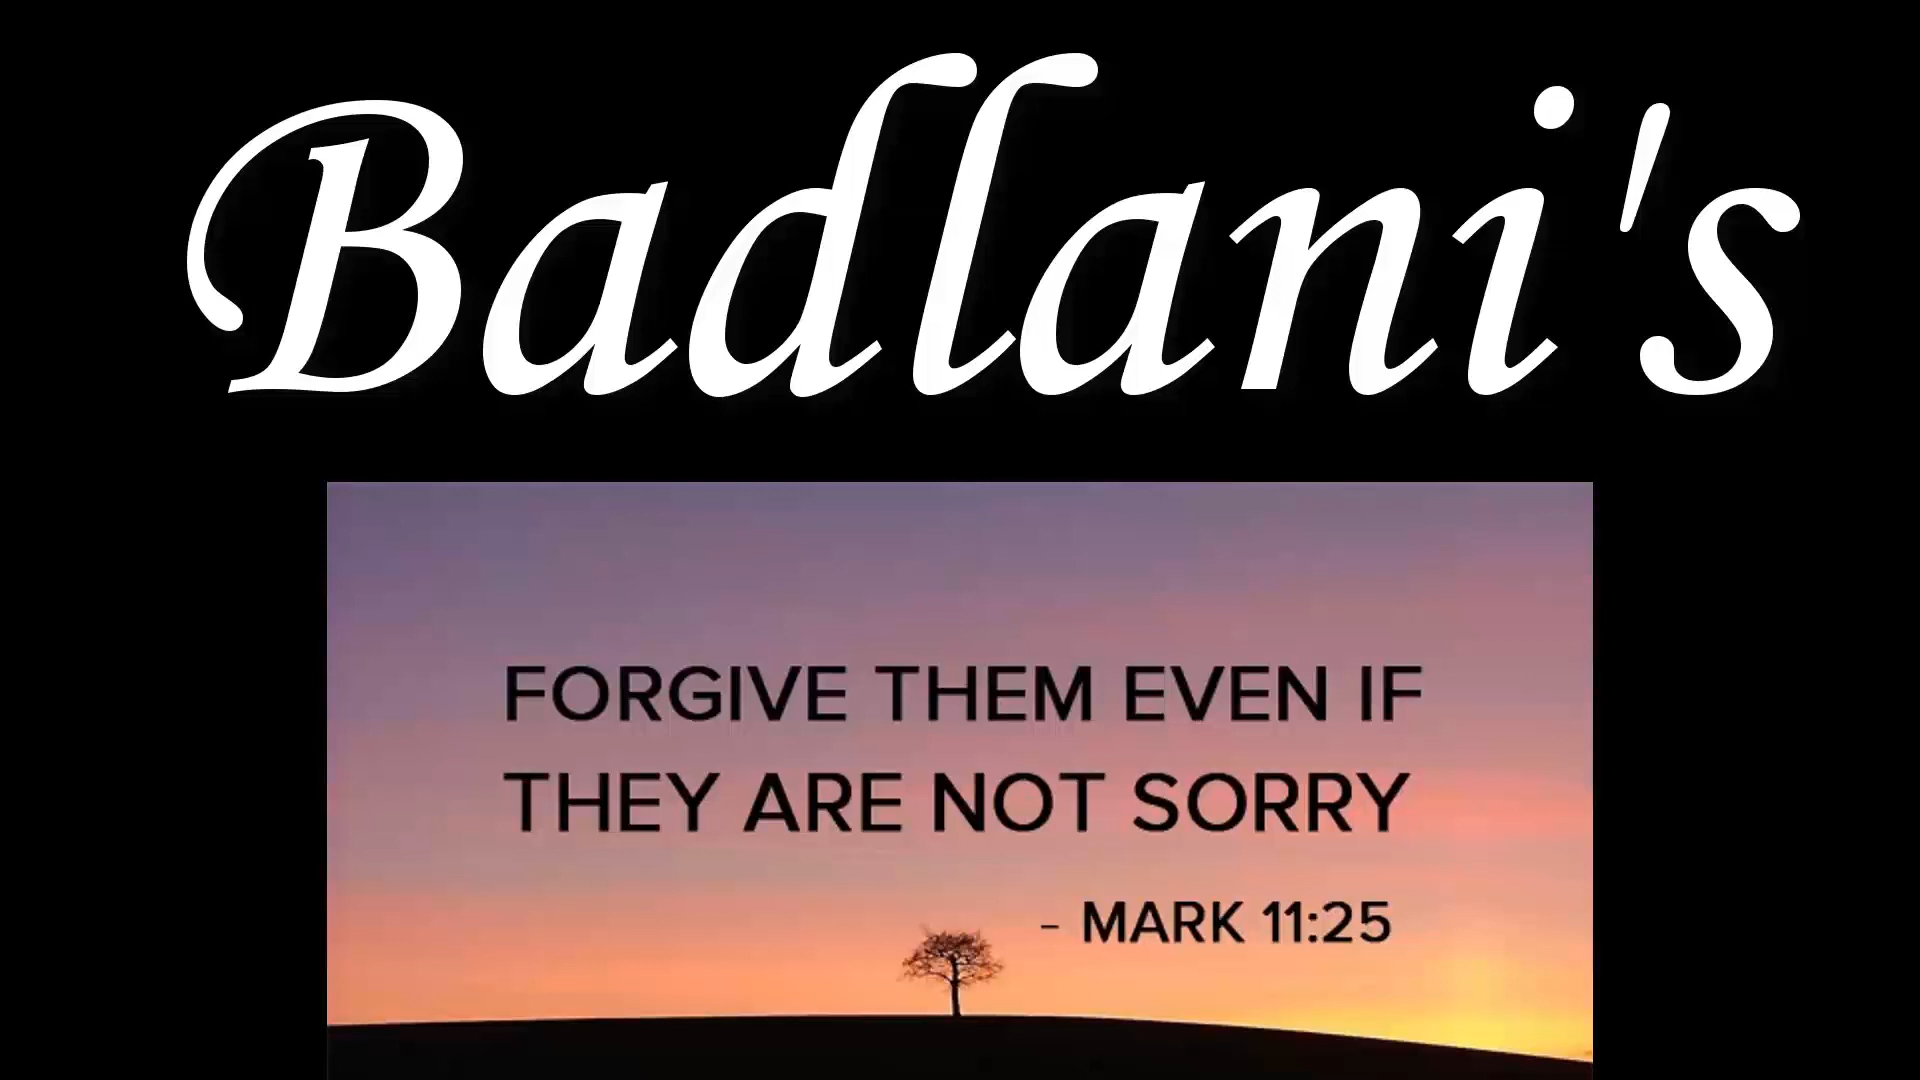 Badlani's
FORGIVE THEM EVEN IF
THEY ARE NOT SORRY
- MARK 11:25